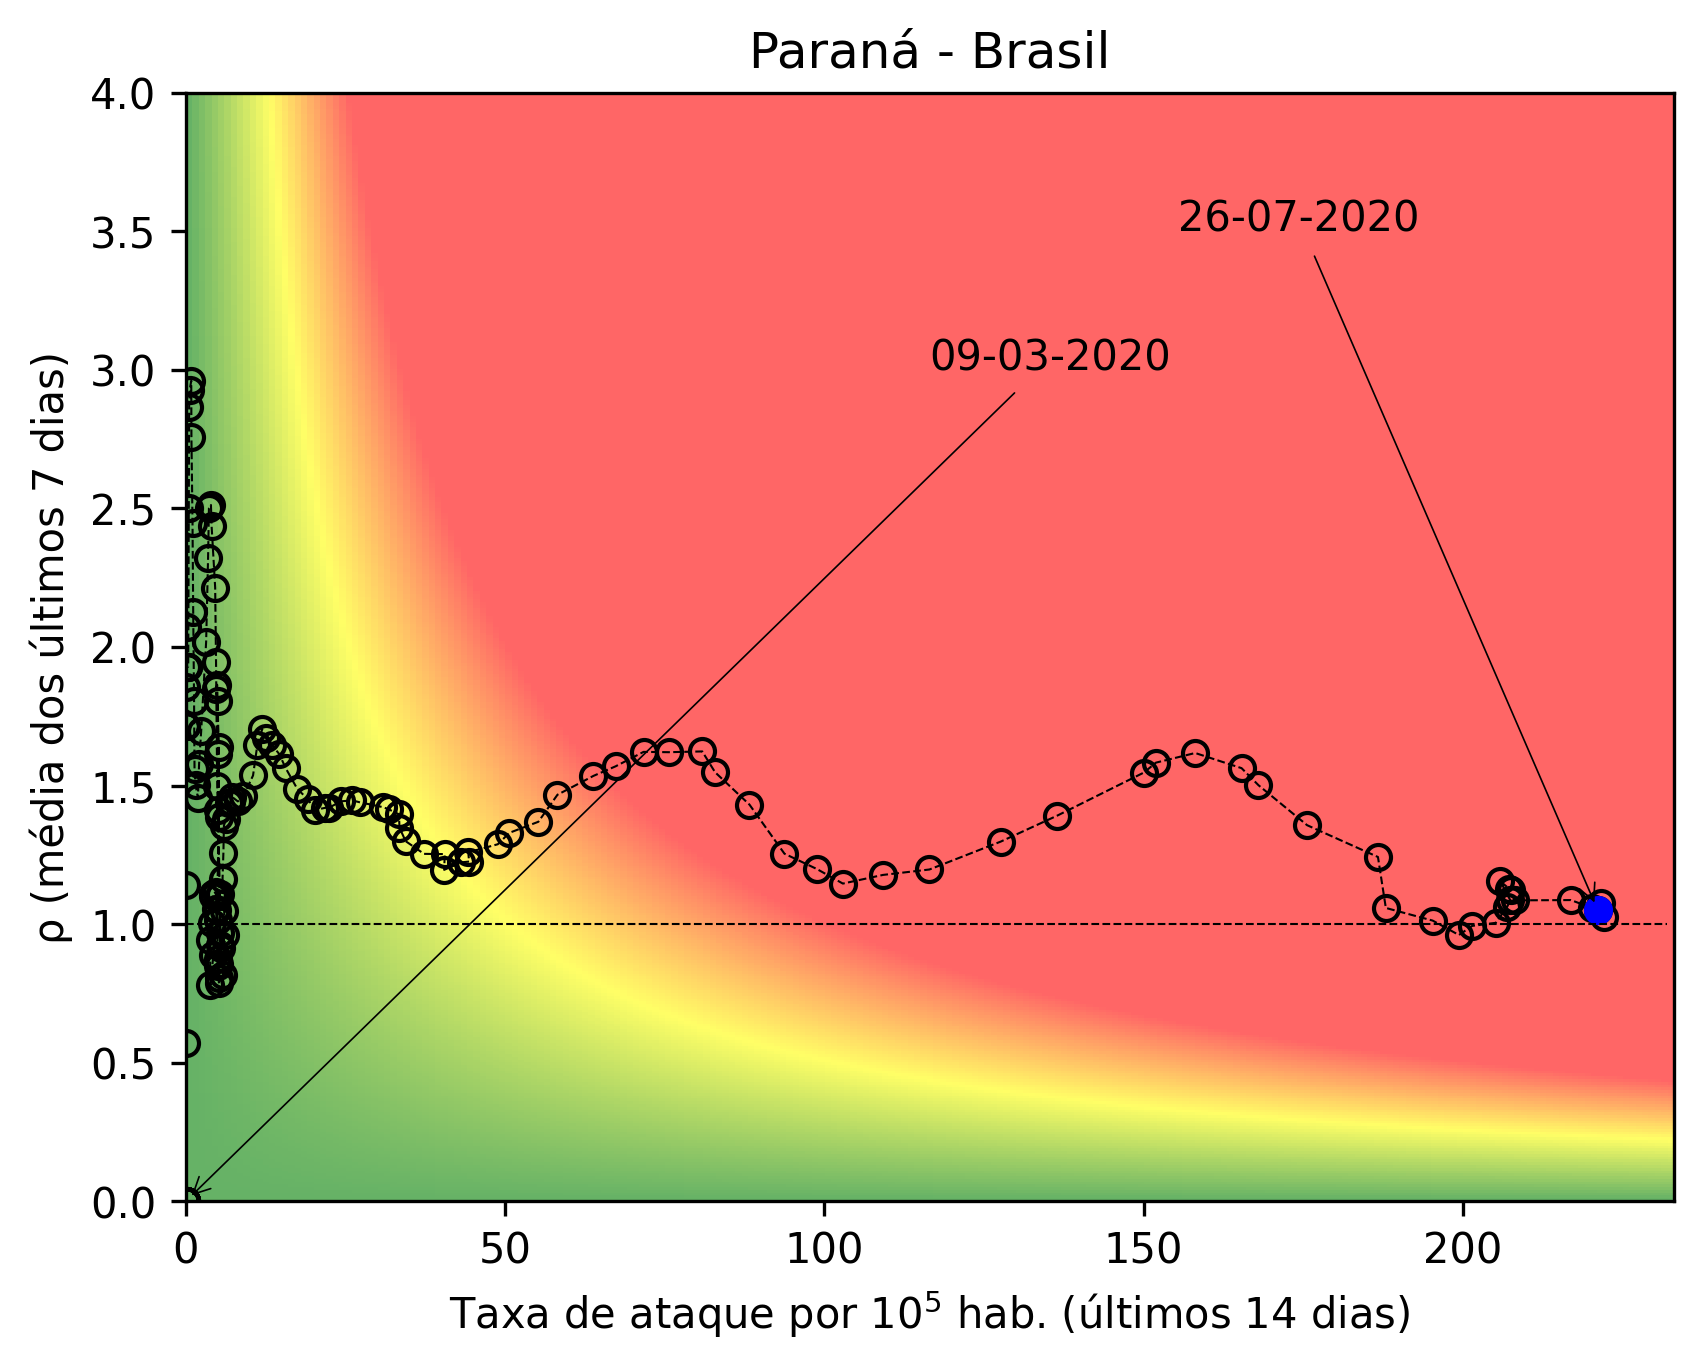 Paraná - Brasil
4.0
3.5
3.0
2.5
2.0
1.5
1.0
0.5
0.0
ρ (média dos últimos 7 dias)
26-07-2020
09-03-2020
0 50 100 150 200
Taxa de ataque por 10⁵ hab. (últimos 14 dias)